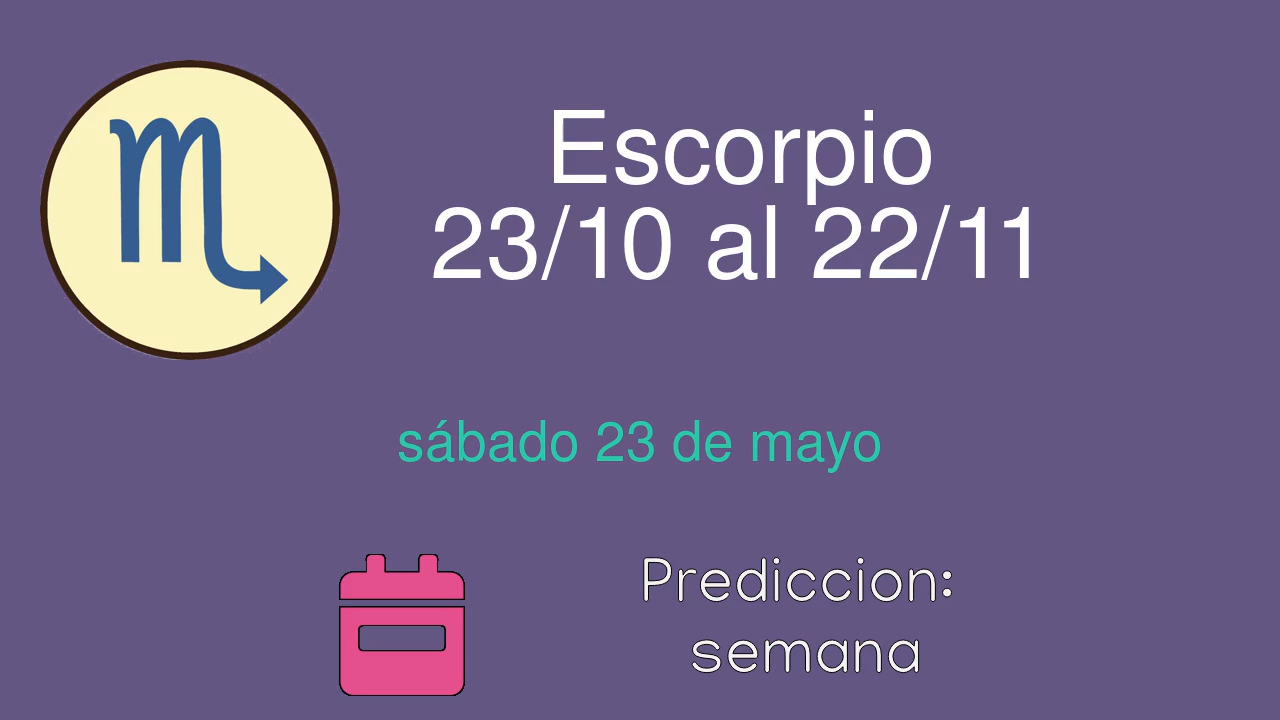 Escorpio
23/10 al 22/11
sábado 23 de mayo
Prediccion:
semana